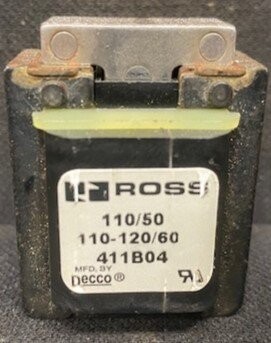 ROSS
110/50
110-120/60
411B04
MFD. BY
Decco®